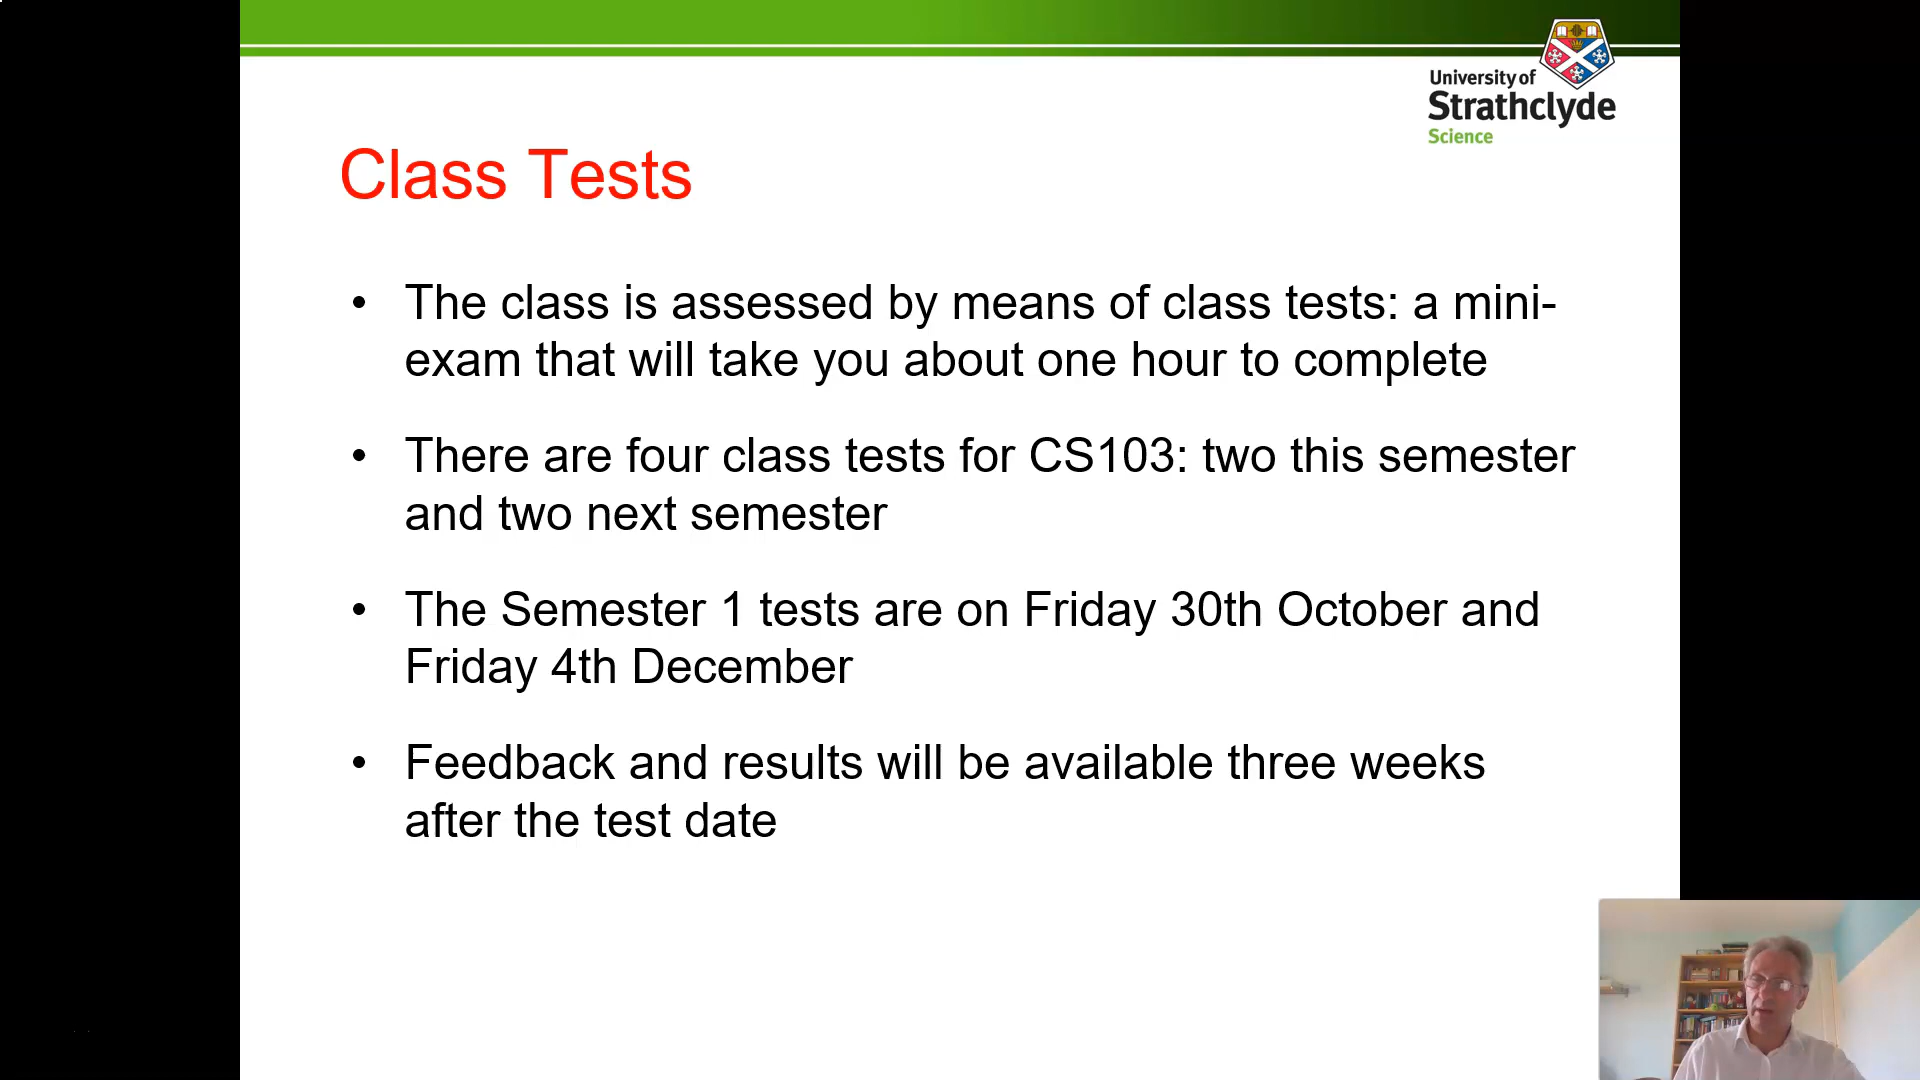 University of
Strathclyde
Science
Class Tests
• The class is assessed by means of class tests: a mini-
exam that will take you about one hour to complete
• There are four class tests for CS103: two this semester
and two next semester
• The Semester 1 tests are on Friday 30th October and
Friday 4th December
• Feedback and results will be available three weeks
after the test date